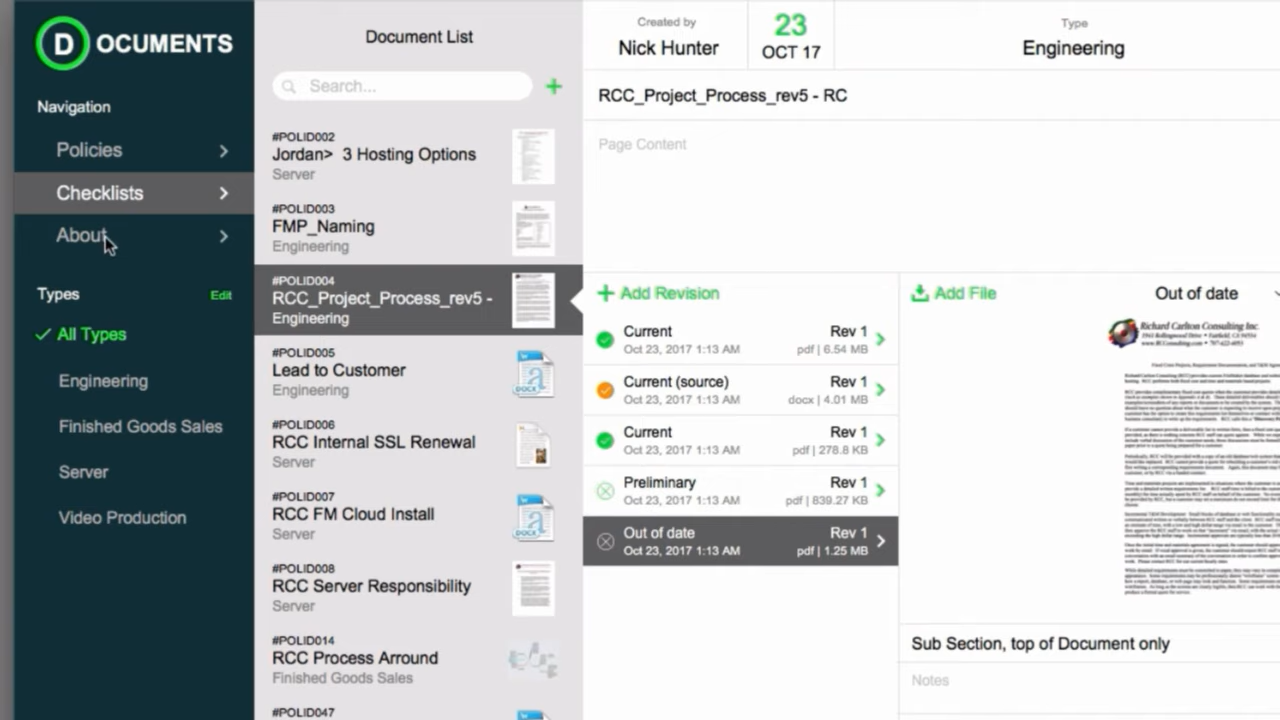 DOCUMENTS
Navigation
Policies
Checklists
About
Types
Edit
All Types
Engineering
Finished Goods Sales
Server
Video Production
Document List
Search...
#POLID002
Jordan> 3 Hosting Options
Server
#POLID003
FMP_Naming
Engineering
#POLID004
RCC_Project_Process_rev5 -
Engineering
#POLID005
Lead to Customer
Engineering
#POLID006
RCC Internal SSL Renewal
Server
#POLID007
RCC FM Cloud Install
Server
#POLID008
RCC Server Responsibility
Server
#POLID014
RCC Process Arround
Finished Goods Sales
#POLID047
Created by
Nick Hunter
23
OCT 17
Type
Engineering
RCC_Project_Process_rev5 - RC
Page Content
Add Revision
Current Rev 1
Oct 23, 2017 1:13 AM pdf | 6.54 MB
Current (source) Rev 1
Oct 23, 2017 1:13 AM docx | 4.01 MB
Current Rev 1
Oct 23, 2017 1:13 AM pdf | 278.8 KB
Preliminary Rev 1
Oct 23, 2017 1:13 AM pdf | 839.27 KB
Out of date Rev 1
Oct 23, 2017 1:13 AM pdf | 1.25 MB
Add File
Out of date
Richard Carlton Consulting Inc.
Sub Section, top of Document only
Notes